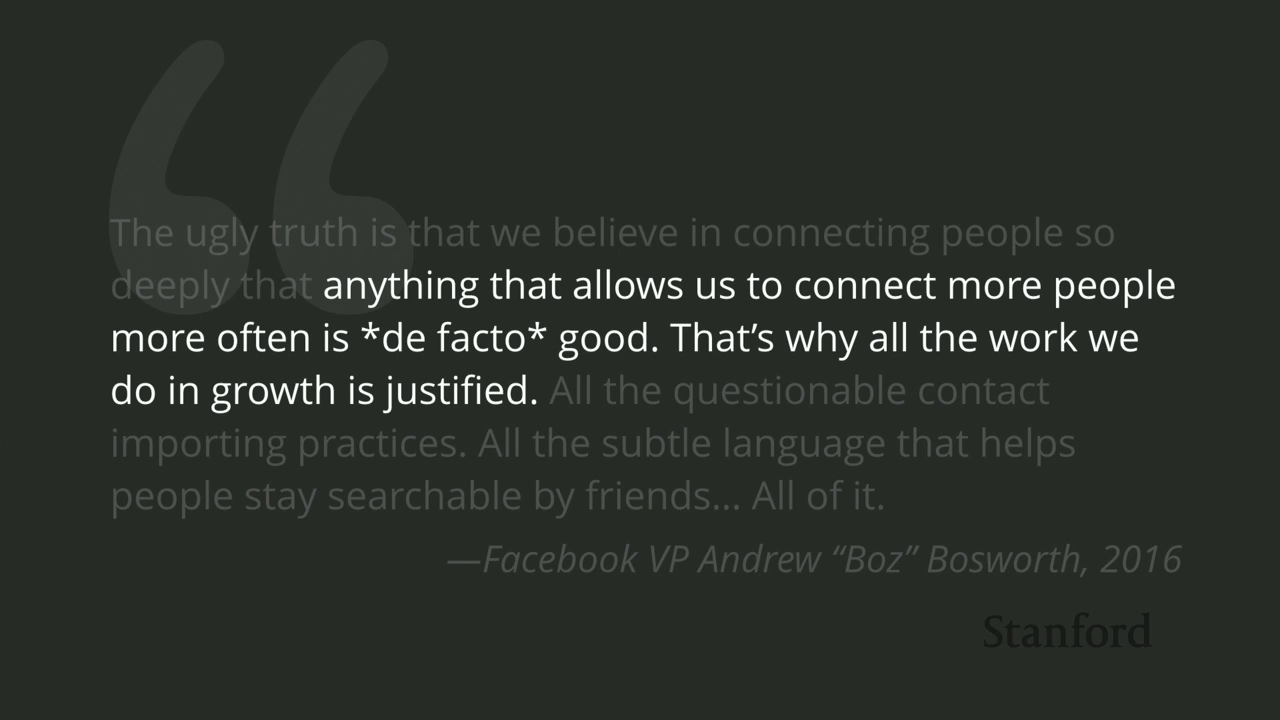 The ugly truth is that we believe in connecting people so
deeply that anything that allows us to connect more people
more often is *de facto* good. That’s why all the work we
do in growth is justified. All the questionable contact
importing practices. All the subtle language that helps
people stay searchable by friends... All of it.
—Facebook VP Andrew “Boz” Bosworth, 2016
Stanford